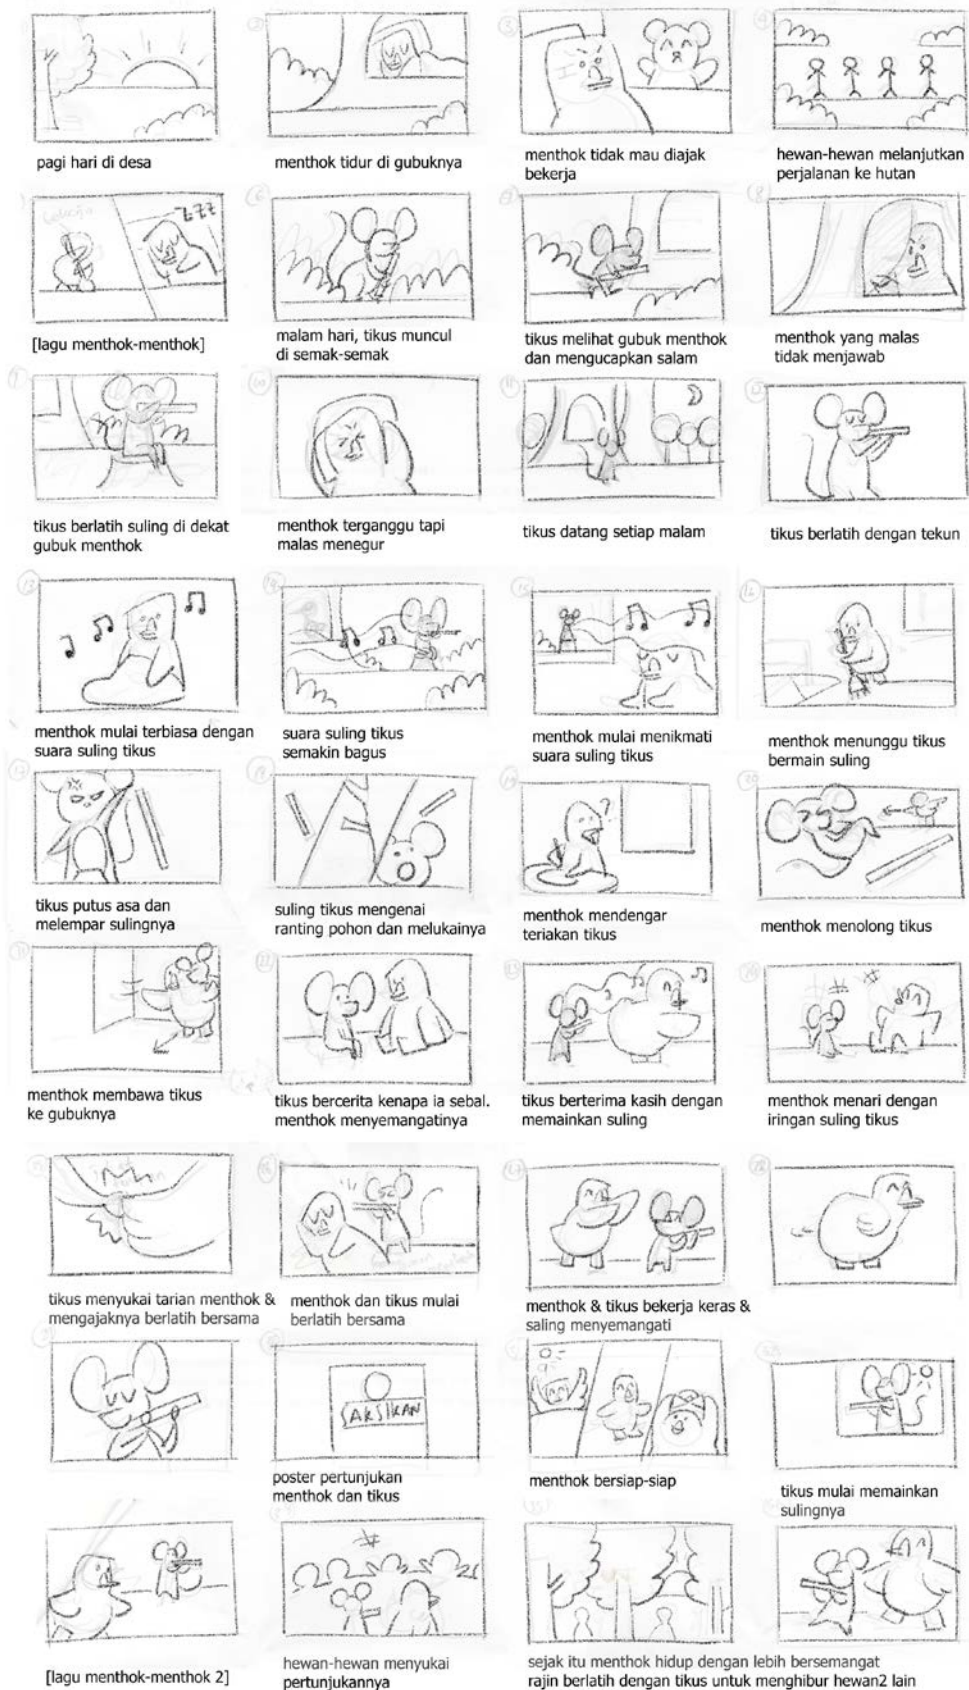 pagi hari di desa
menthok tidur di gubuknya
menthok tidak mau diajak
bekerja
hewan-hewan melanjutkan
perjalanan ke hutan
zzz
[lagu menthok-menthok]
malam hari, tikus muncul
di semak-semak
tikus melihat gubuk menthok
dan mengucapkan salam
menthok yang malas
tidak menjawab
tikus berlatih suling di dekat
gubuk menthok
menthok terganggu tapi
malas menegur
tikus datang setiap malam
tikus berlatih dengan tekun
menthok mulai terbiasa dengan
suara suling tikus
suara suling tikus
semakin bagus
menthok mulai menikmati
suara suling tikus
menthok menunggu tikus
bermain suling
tikus putus asa dan
melempar sulingnya
suling tikus mengenai
ranting pohon dan melukainya
?
menthok mendengar
teriakan tikus
menthok menolong tikus
menthok membawa tikus
ke gubuknya
tikus bercerita kenapa ia sebal.
menthok menyemangatinya
tikus berterima kasih dengan
memainkan suling
menthok menari dengan
iringan suling tikus
tikus menyukai tarian menthok &
mengajaknya berlatih bersama
menthok dan tikus mulai
berlatih bersama
menthok & tikus bekerja keras &
saling menyemangati
SAKSIKAN
poster pertunjukan
menthok dan tikus
menthok bersiap-siap
tikus mulai memainkan
sulingnya
[lagu menthok-menthok 2]
hewan-hewan menyukai
pertunjukannya
sejak itu menthok hidup dengan lebih bersemangat
rajin berlatih dengan tikus untuk menghibur hewan2 lain